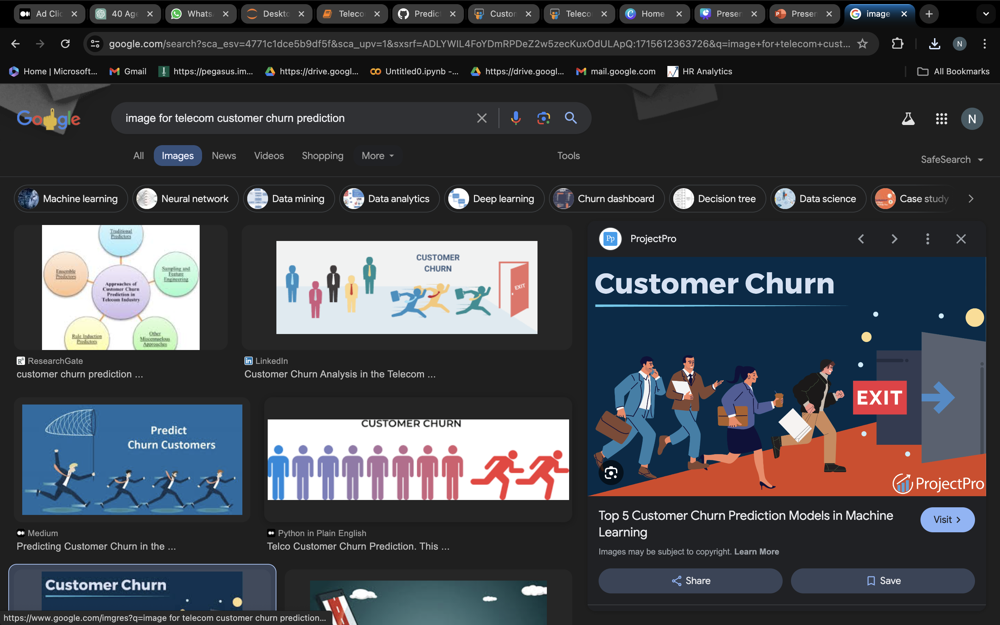 Ad Clic
40 Age
Whats
Deskto
Teleco
Predict
Custon
Teleco
Home
Presen
Presen
image
google.com/search?sca_esv=4771c1dce5b9df5f&sca_upv=1&sxsrf=ADLYWIL4FoYDmRPDeZ2w5zecKuxOdULApQ:1715612363726&q=image+for+telecom+cust...
N
Home | Microsoft...
Gmail
https://pegasus.im...
https://drive.googl...
Untitled0.ipynb -...
https://drive.googl...
mail.google.com
HR Analytics
All Bookmarks
Google
image for telecom customer churn prediction
N
All
Images
News
Videos
Shopping
More
Tools
SafeSearch
Machine learning
Neural network
Data mining
Data analytics
Deep learning
Churn dashboard
Decision tree
Data science
Case study
Traditional
Predictors
Ensemble
Predictors
Sampling and
Feature
Engineering
Approaches of
Customer Churn
Prediction in
Telecom Industry
Rule Induction
Predictors
Other
Miscennaelous
Approaches
ResearchGate
customer churn prediction ...
CUSTOMER
CHURN
EXIT
LinkedIn
Customer Churn Analysis in the Telecom ...
Predict
Churn Customers
Medium
Predicting Customer Churn in the ...
CUSTOMER CHURN
Python in Plain English
Telco Customer Churn Prediction. This ...
Customer Churn
Pp
ProjectPro
Customer Churn
EXIT
ProjectPro
Top 5 Customer Churn Prediction Models in Machine
Learning
Visit
Images may be subject to copyright. Learn More
Share
Save
https://www.google.com/imgres?q=image for telecom customer churn prediction...